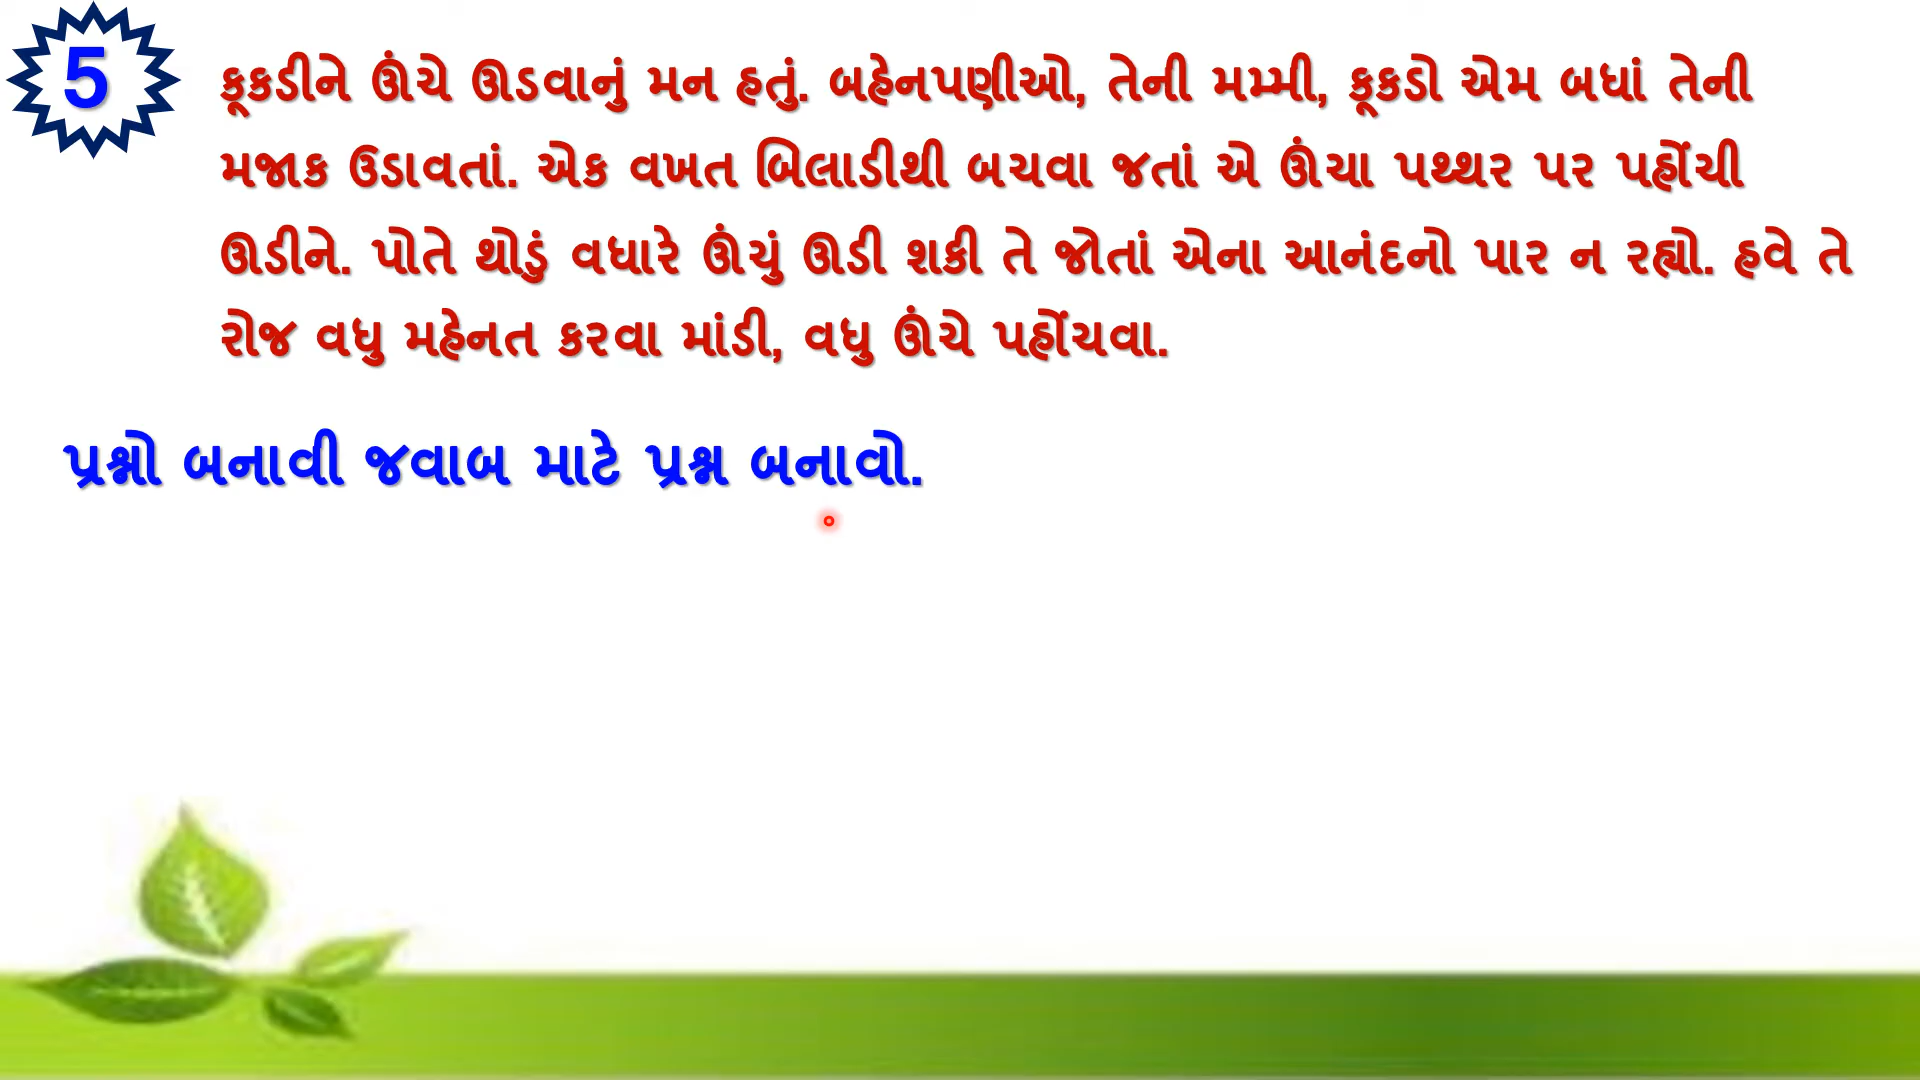 5
કૂકડીને ઊંચે ઊડવાનું મન હતું. બહેનપણીઓ, તેની મમ્મી, કૂકડો એમ બધાં તેની
મજાક ઉડાવતાં. એક વખત બિલાડીથી બચવા જતાં એ ઊંચા પથ્થર પર પહોંચી
ઊડીને. પોતે થોડું વધારે ઊંચું ઊડી શકી તે જોતાં એના આનંદનો પાર ન રહ્યો. હવે તે
રોજ વધુ મહેનત કરવા માંડી, વધુ ઊંચે પહોંચવા.
પ્રશ્નો બનાવી જવાબ માટે પ્રશ્ન બનાવો.